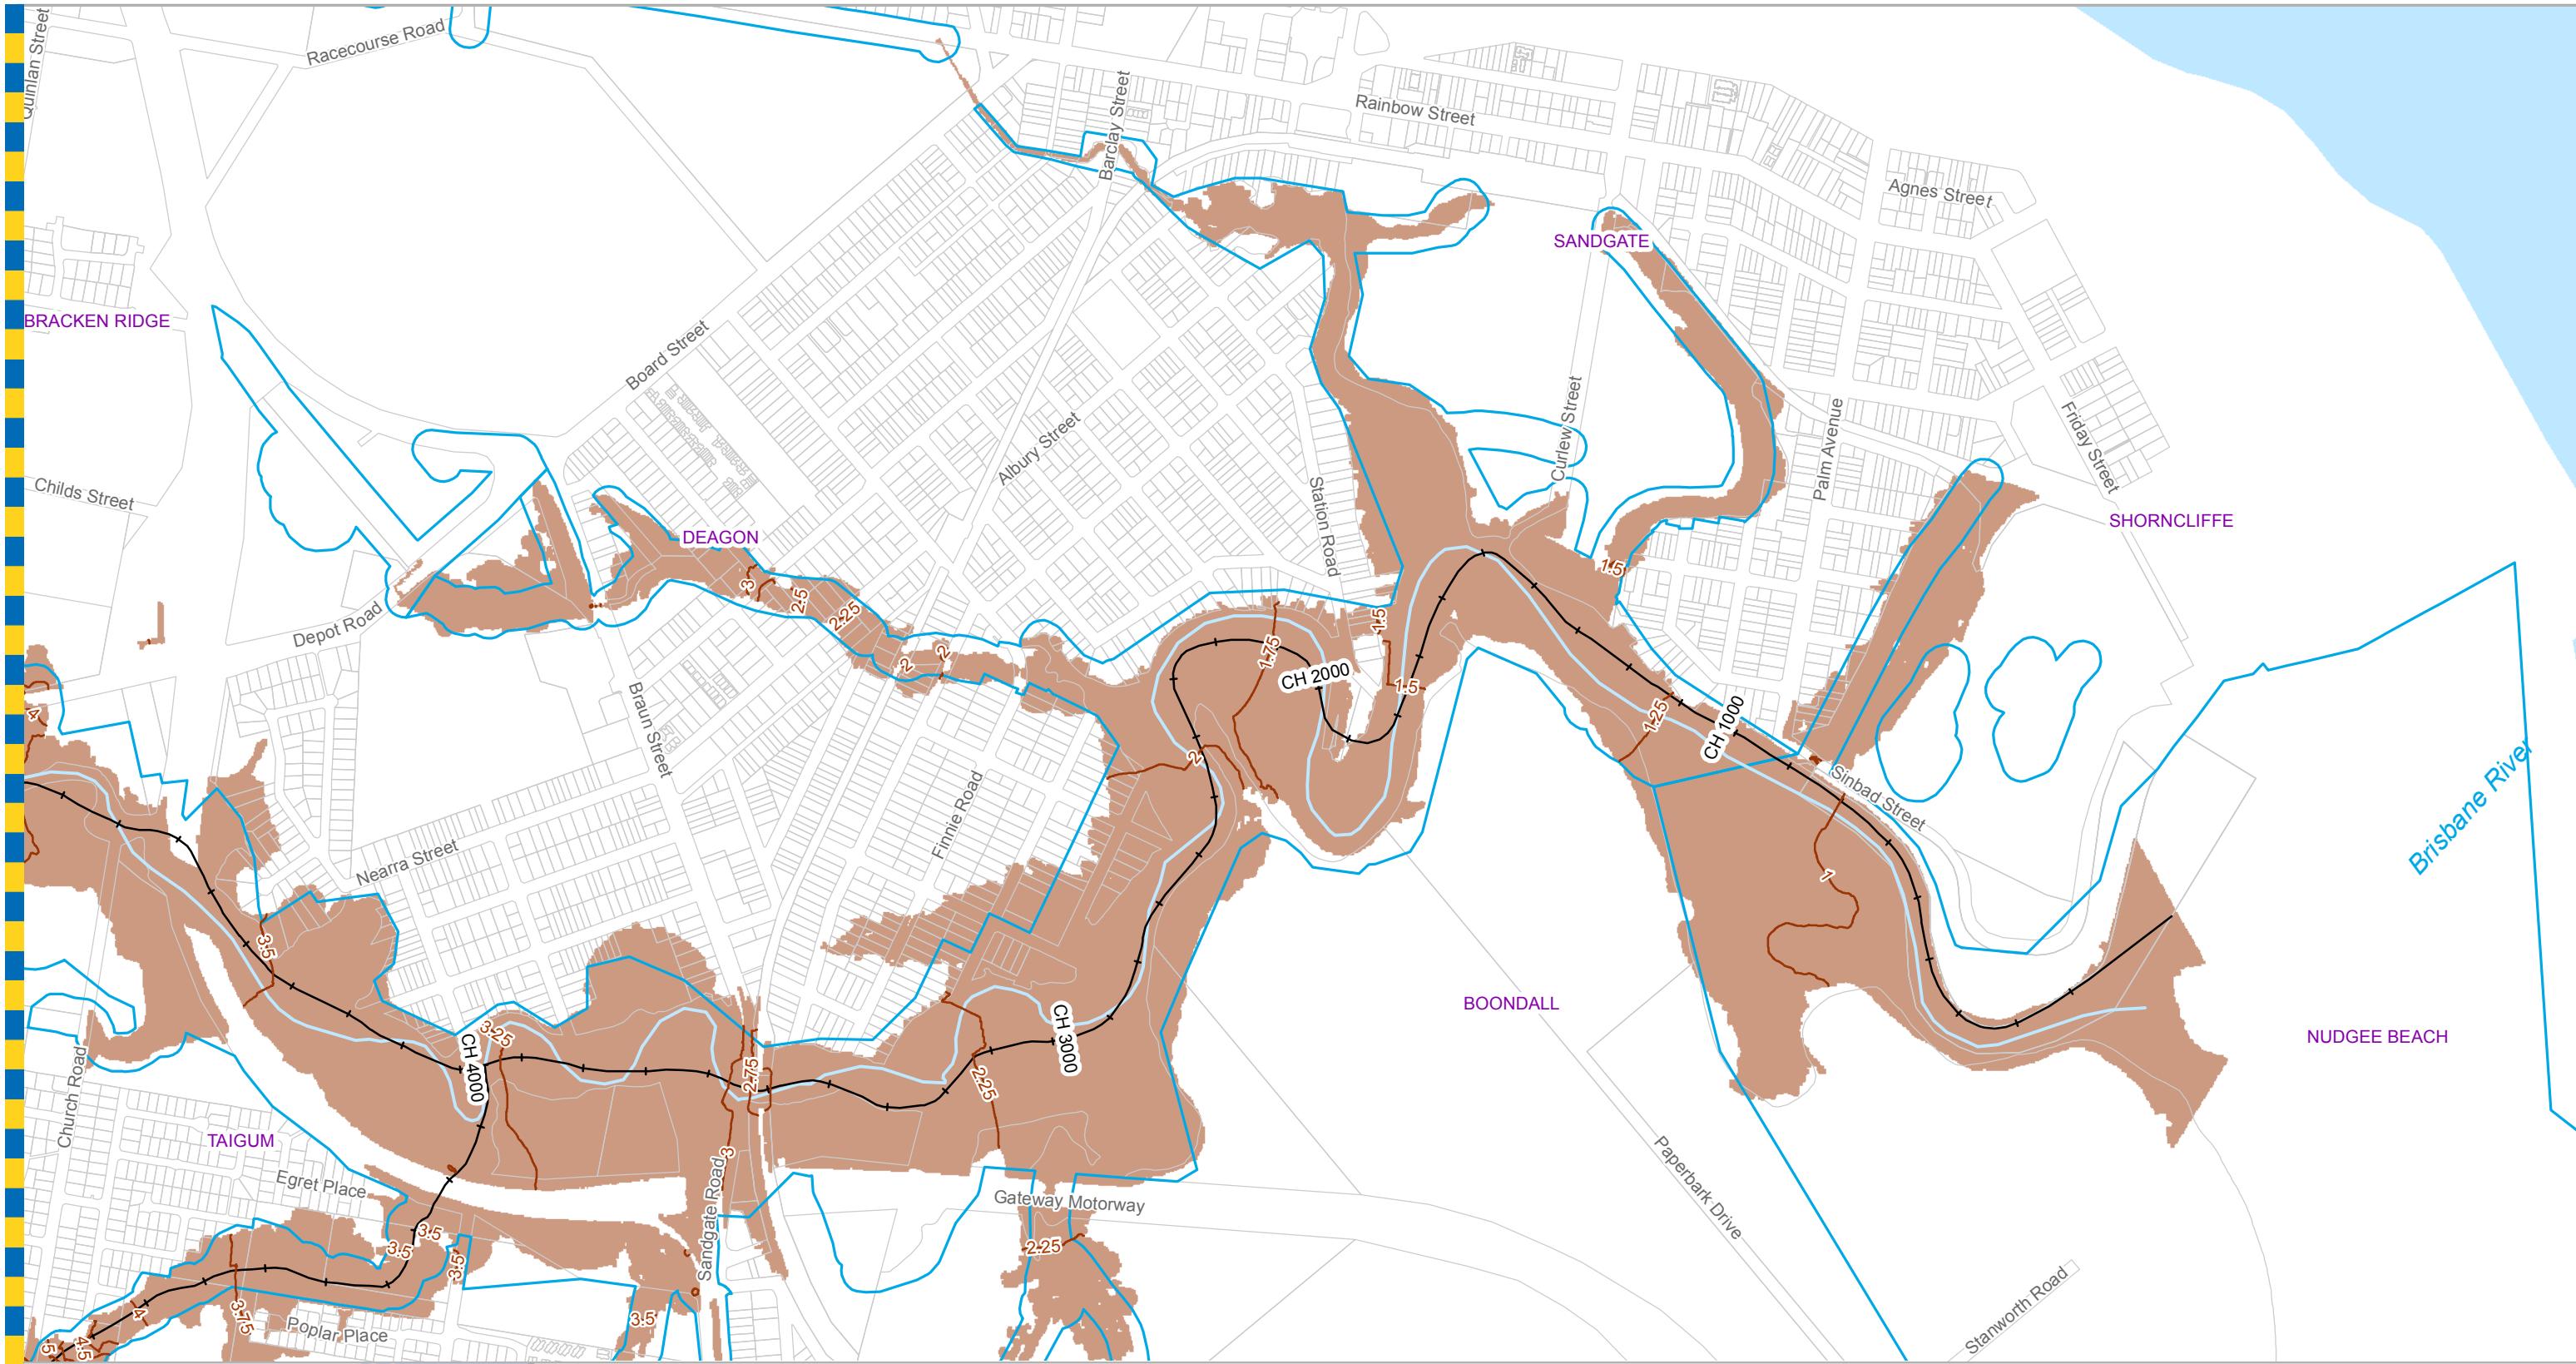 Quinlan Street
Racecourse Road
Barclay Street
Rainbow Street
Agnes Street
SANDGATE
BRACKEN RIDGE
Board Street
Albury Street
Station Road
Curlew Street
Palm Avenue
Friday Street
SHORNCLIFFE
Childs Street
DEAGON
Depot Road
3
2.5
2.25
2
2
1.5
1.5
1.75
CH 2000
1.5
1.25
CH 1000
Sinbad Street
Brisbane River
4
Braun Street
2
Finnie Road
Nearra Street
1
3.5
BOONDALL
NUDGEE BEACH
3.25
CH 4000
CH 3000
2.75
2.25
Church Road
TAIGUM
Egret Place
3
Sandgate Road
Gateway Motorway
Paperbark Drive
3.5
3.5
3.5
2.25
3.75
4
4.5
5
Poplar Place
3.5
Stanworth Road